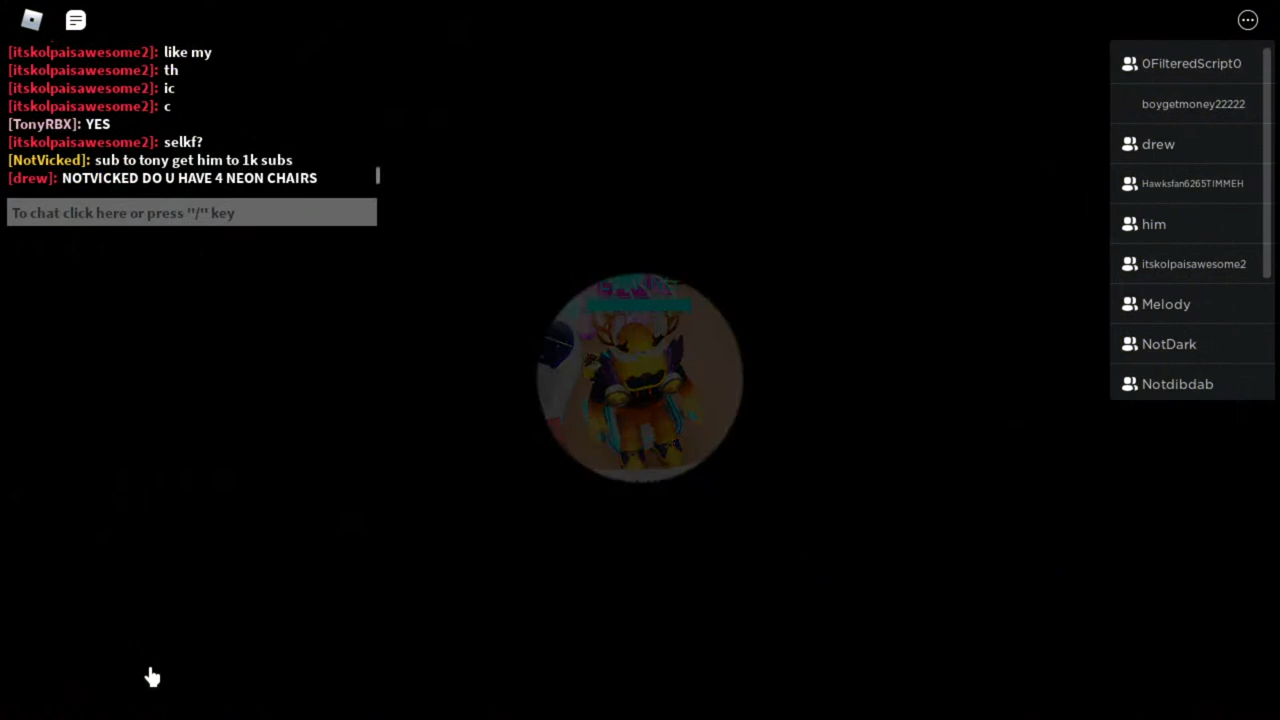 [itskolpaisawesome2]: like my
[itskolpaisawesome2]: th
[itskolpaisawesome2]: ic
[itskolpaisawesome2]: c
[TonyRBX]: YES
[itskolpaisawesome2]: selkf?
[NotVicked]: sub to tony get him to 1k subs
[drew]: NOTVICKED DO U HAVE 4 NEON CHAIRS
To chat click here or press "/" key
0FilteredScript0
boygetmoney22222
drew
Hawksfan6265TIMMEH
him
itskolpaisawesome2
Melody
NotDark
Notdibdab